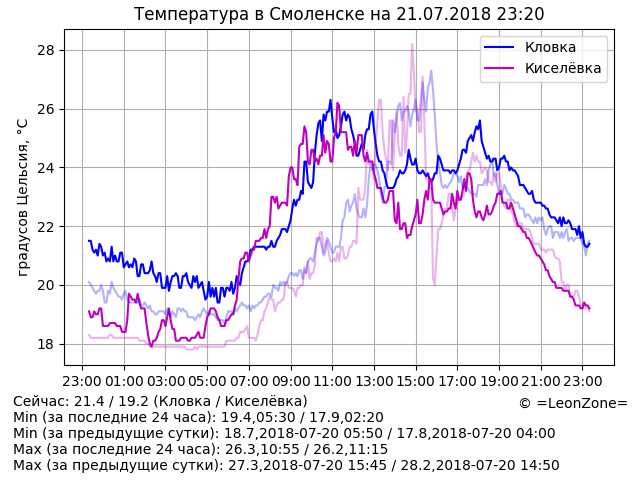 Температура в Смоленске на 21.07.2018 23:20
Кловка
Киселёвка
градусов Цельсия, °C
28
26
24
22
20
18
23:00 01:00 03:00 05:00 07:00 09:00 11:00 13:00 15:00 17:00 19:00 21:00 23:00
Сейчас: 21.4 / 19.2 (Кловка / Киселёвка)
© =LeonZone=
Min (за последние 24 часа): 19.4,05:30 / 17.9,02:20
Min (за предыдущие сутки): 18.7,2018-07-20 05:50 / 17.8,2018-07-20 04:00
Max (за последние 24 часа): 26.3,10:55 / 26.2,11:15
Max (за предыдущие сутки): 27.3,2018-07-20 15:45 / 28.2,2018-07-20 14:50